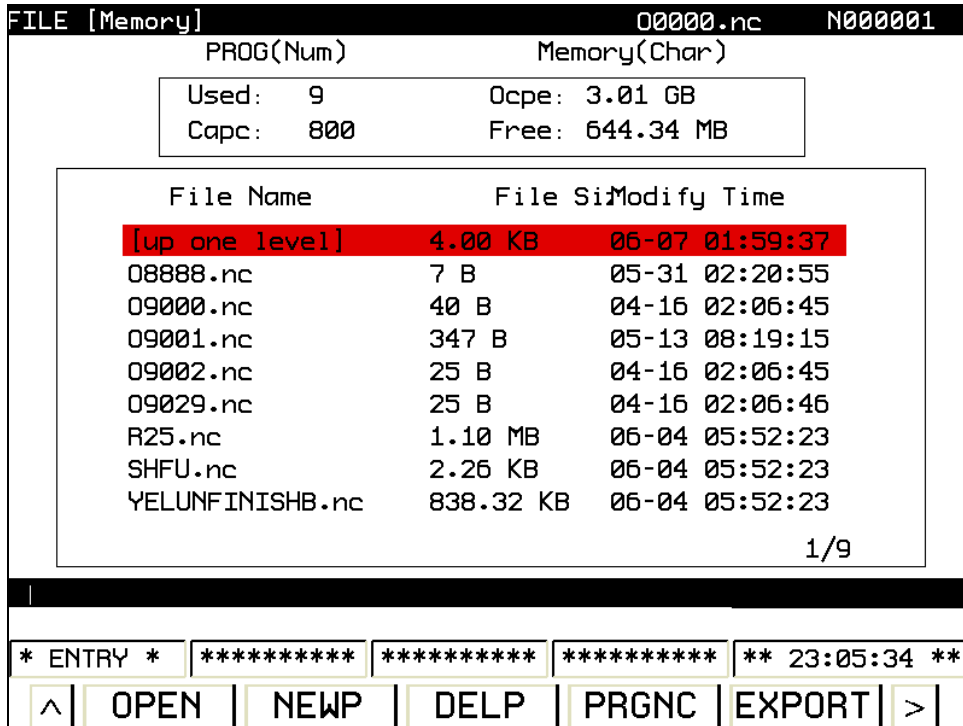 FILE [Memory] O0000.nc N000001
PROG(Num) Memory(Char)
Used: 9 Ocpe: 3.01 GB
Capc: 800 Free: 644.34 MB
File Name File Si Modify Time
[up one level] 4.00 KB 06-07 01:59:37
O8888.nc 7 B 05-31 02:20:55
O9000.nc 40 B 04-16 02:06:45
O9001.nc 347 B 05-13 08:19:15
O9002.nc 25 B 04-16 02:06:45
O9029.nc 25 B 04-16 02:06:46
R25.nc 1.10 MB 06-04 05:52:23
SHFU.nc 2.26 KB 06-04 05:52:23
YELUNFINISHB.nc 838.32 KB 06-04 05:52:23
1/9
* ENTRY * ********** ********** ********** ** 23:05:34 **
^ OPEN NEWP DELP PRGNC EXPORT >